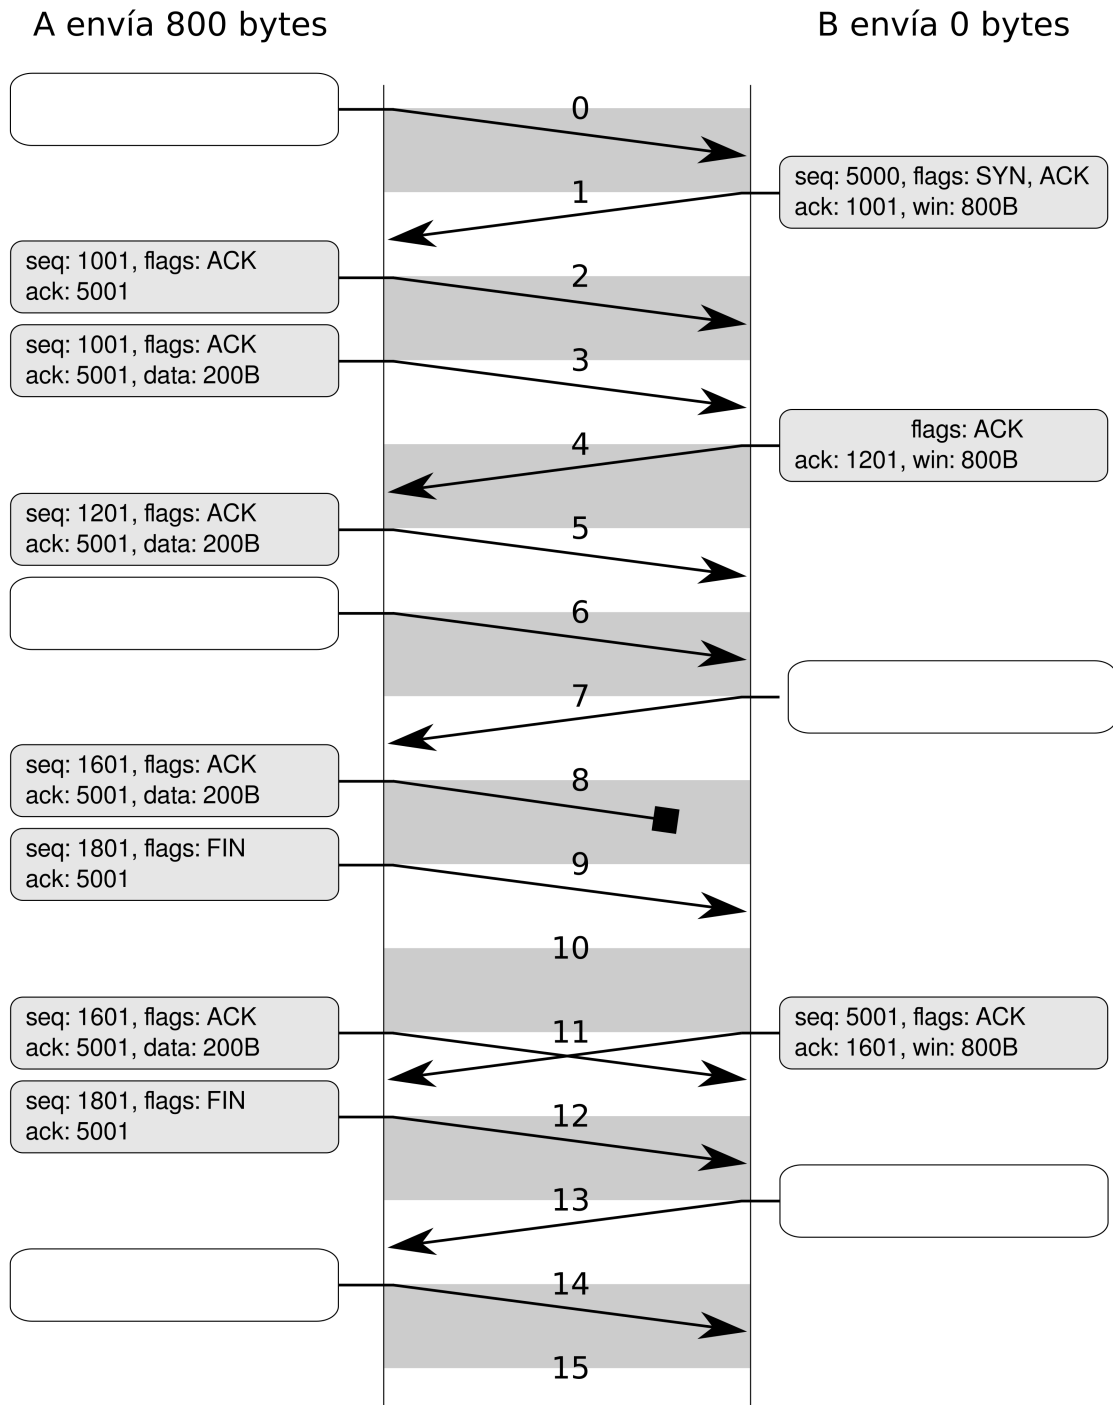 A envía 800 bytes
B envía 0 bytes
0
seq: 5000, flags: SYN, ACK
ack: 1001, win: 800B
1
seq: 1001, flags: ACK
ack: 5001
2
seq: 1001, flags: ACK
ack: 5001, data: 200B
3
flags: ACK
ack: 1201, win: 800B
4
seq: 1201, flags: ACK
ack: 5001, data: 200B
5
6
7
seq: 1601, flags: ACK
ack: 5001, data: 200B
8
seq: 1801, flags: FIN
ack: 5001
9
10
seq: 1601, flags: ACK
ack: 5001, data: 200B
11
seq: 5001, flags: ACK
ack: 1601, win: 800B
seq: 1801, flags: FIN
ack: 5001
12
13
14
15